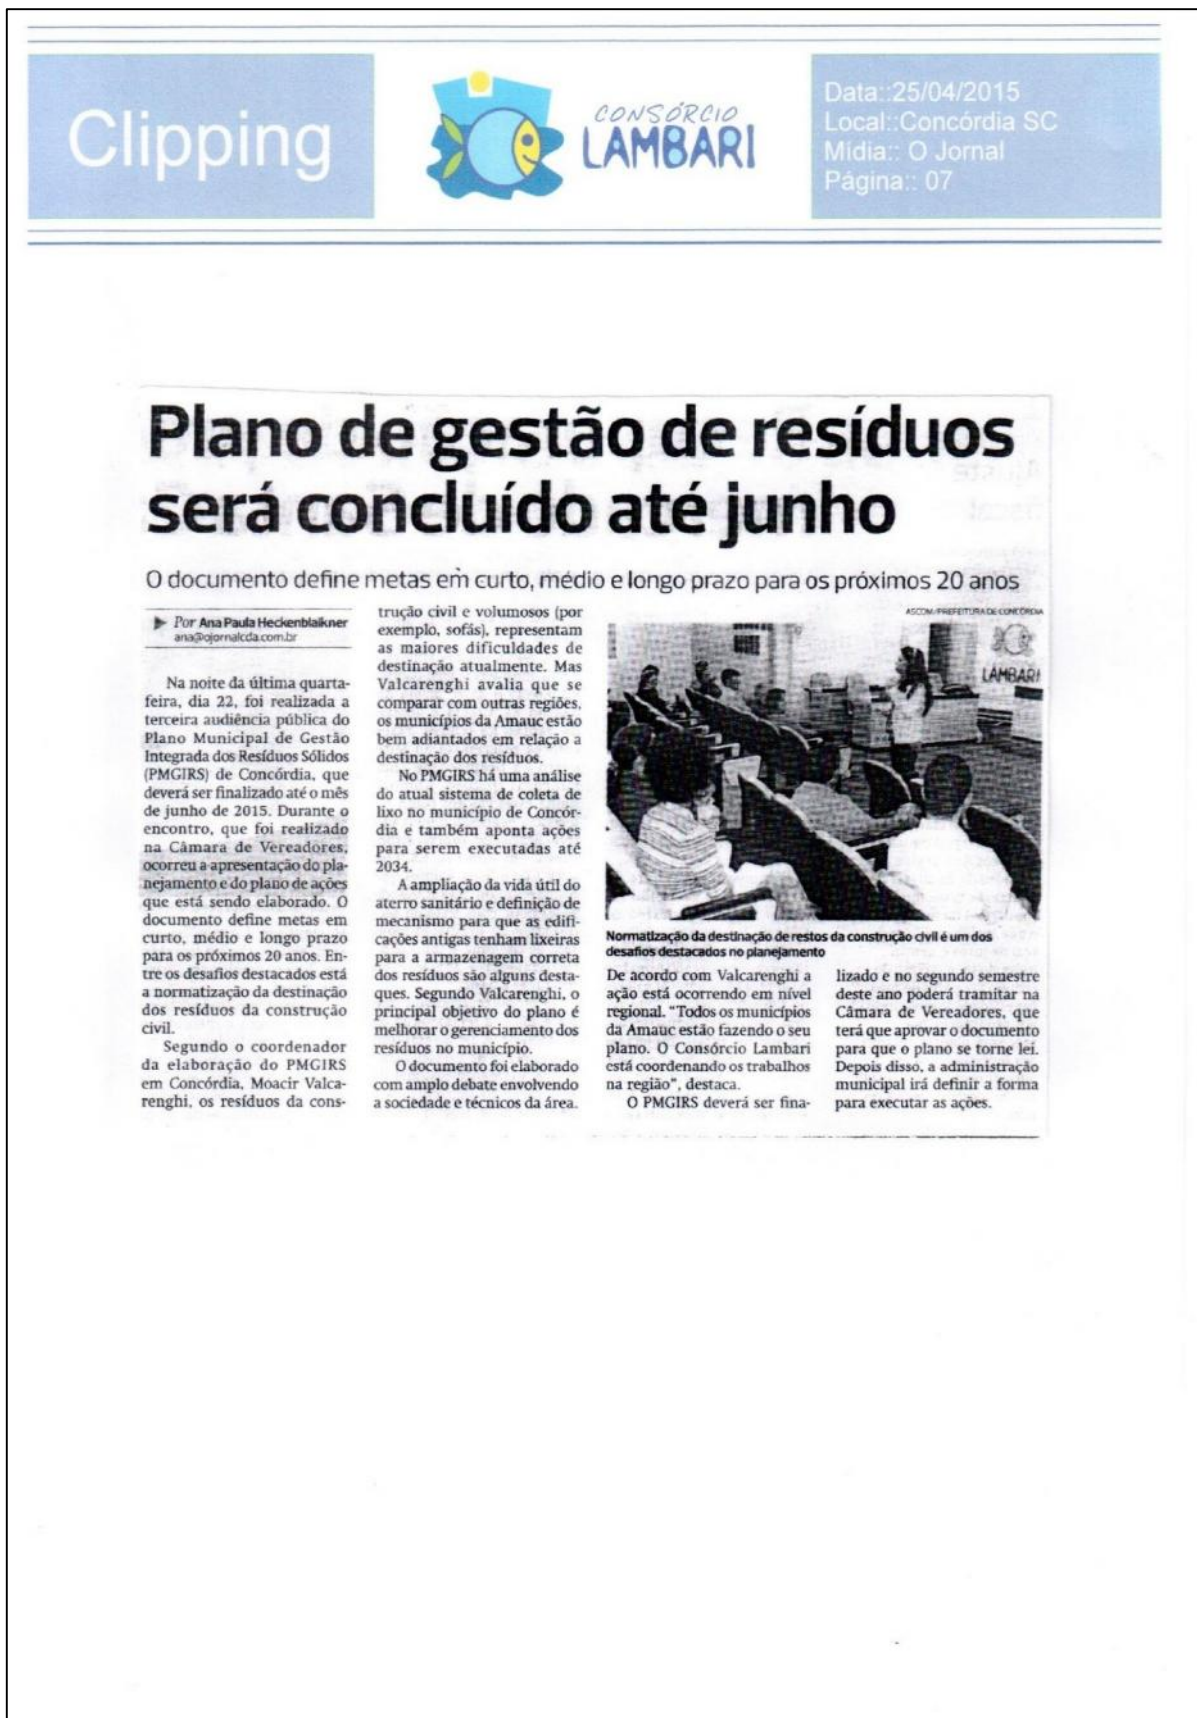 Clipping
CONSÓRCIO
LAMBARI
Data::25/04/2015
Local::Concórdia SC
Mídia:: O Jornal
Página:: 07
Plano de gestão de resíduos
será concluído até junho
O documento define metas em curto, médio e longo prazo para os próximos 20 anos
Por Ana Paula Heckenblaikner
ana@ojornalcda.com.br
Na noite da última quarta-
feira, dia 22, foi realizada a
terceira audiência pública do
Plano Municipal de Gestão
Integrada dos Resíduos Sólidos
(PMGIRS) de Concórdia, que
deverá ser finalizado até o mês
de junho de 2015. Durante o
encontro, que foi realizado
na Câmara de Vereadores,
ocorreu a apresentação do pla-
nejamento e do plano de ações
que está sendo elaborado. O
documento define metas em
curto, médio e longo prazo
para os próximos 20 anos. En-
tre os desafios destacados está
a normatização da destinação
dos resíduos da construção
civil.
Segundo o coordenador
da elaboração do PMGIRS
em Concórdia, Moacir Valca-
renghi, os resíduos da cons-
trução civil e volumosos (por
exemplo, sofás), representam
as maiores dificuldades de
destinação atualmente. Mas
Valcarenghi avalia que se
comparar com outras regiões,
os municípios da Amauc estão
bem adiantados em relação a
destinação dos resíduos.
No PMGIRS há uma análise
do atual sistema de coleta de
lixo no município de Concór-
dia e também aponta ações
para serem executadas até
2034.
A ampliação da vida útil do
aterro sanitário e definição de
mecanismo para que as edifi-
cações antigas tenham lixeiras
para a armazenagem correta
dos resíduos são alguns desta-
ques. Segundo Valcarenghi, o
principal objetivo do plano é
melhorar o gerenciamento dos
resíduos no município.
O documento foi elaborado
com amplo debate envolvendo
a sociedade e técnicos da área.
ASCOM/PREFEITURA DE CONCÓRDIA
LAMBARI
Normatização da destinação de restos da construção civil é um dos
desafios destacados no planejamento
De acordo com Valcarenghi a
ação está ocorrendo em nível
regional. “Todos os municípios
da Amauc estão fazendo o seu
plano. O Consórcio Lambari
está coordenando os trabalhos
na região”, destaca.
O PMGIRS deverá ser fina-
lizado e no segundo semestre
deste ano poderá tramitar na
Câmara de Vereadores, que
terá que aprovar o documento
para que o plano se torne lei.
Depois disso, a administração
municipal irá definir a forma
para executar as ações.